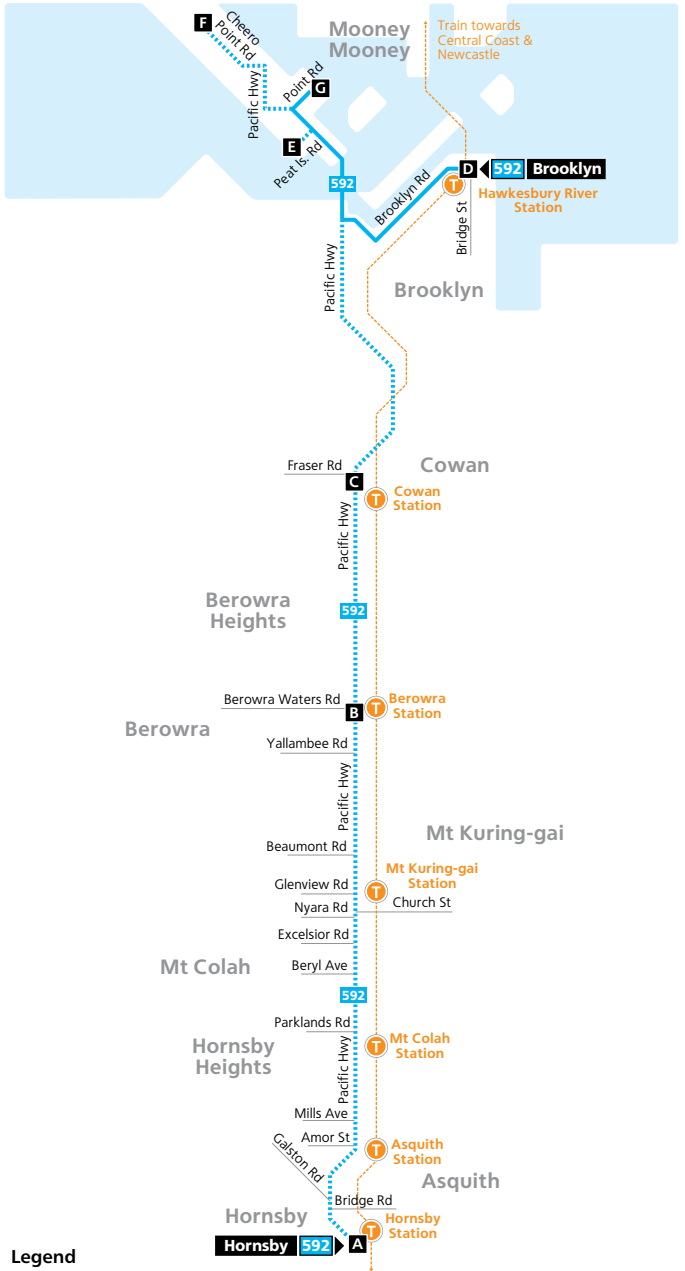 F
Cheero
Point Rd
Mooney
Mooney
Train towards
Central Coast &
Newcastle
Pacific Hwy
Point Rd
G
E
Peat Is. Rd
592
Brooklyn Rd
D
592 Brooklyn
T
Hawkesbury River
Station
Bridge St
Pacific Hwy
Brooklyn
Fraser Rd
Cowan
C
T
Cowan
Station
Pacific Hwy
Berowra
Heights
592
Berowra Waters Rd
B
T
Berowra
Station
Berowra
Yallambee Rd
Pacific Hwy
Mt Kuring-gai
Beaumont Rd
Mt Kuring-gai
Station
T
Glenview Rd
Nyara Rd
Church St
Excelsior Rd
Mt Colah
Beryl Ave
592
Parklands Rd
T
Mt Colah
Station
Hornsby
Heights
Pacific Hwy
Mills Ave
Amor St
T
Asquith
Station
Galston Rd
Asquith
Bridge Rd
Hornsby
T
Hornsby
Station
Hornsby 592
A
Legend